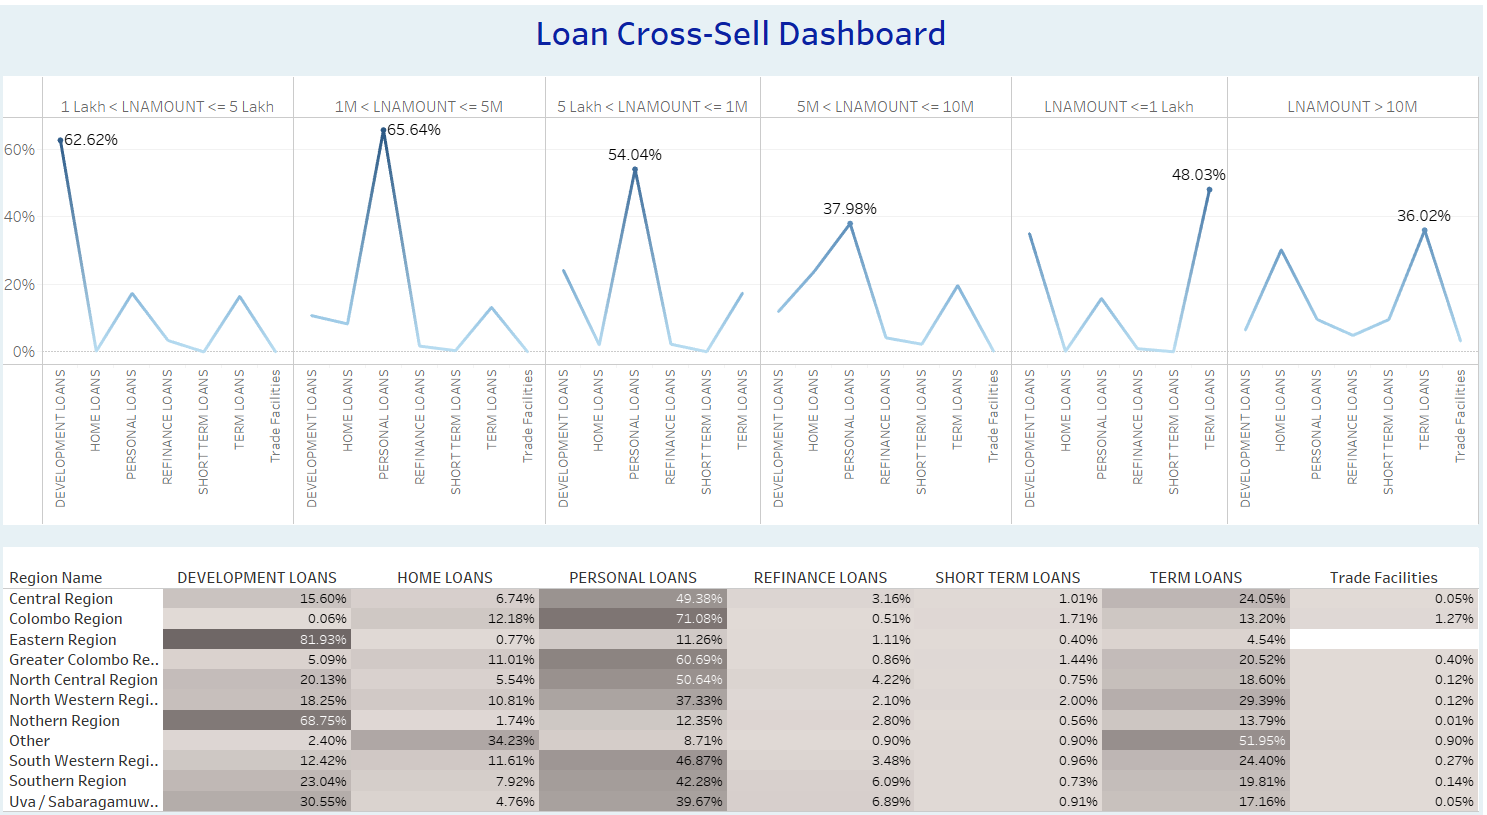 Loan Cross-Sell Dashboard
1 Lakh < LNAMOUNT <= 5 Lakh
1M < LNAMOUNT <= 5M
5 Lakh < LNAMOUNT <= 1M
5M < LNAMOUNT <= 10M
LNAMOUNT <=1 Lakh
LNAMOUNT > 10M
60%
40%
20%
0%
62.62%
65.64%
54.04%
37.98%
48.03%
36.02%
DEVELOPMENT LOANS
HOME LOANS
PERSONAL LOANS
REFINANCE LOANS
SHORT TERM LOANS
TERM LOANS
Trade Facilities
DEVELOPMENT LOANS
HOME LOANS
PERSONAL LOANS
REFINANCE LOANS
SHORT TERM LOANS
TERM LOANS
Trade Facilities
DEVELOPMENT LOANS
HOME LOANS
PERSONAL LOANS
REFINANCE LOANS
SHORT TERM LOANS
TERM LOANS
DEVELOPMENT LOANS
HOME LOANS
PERSONAL LOANS
REFINANCE LOANS
SHORT TERM LOANS
TERM LOANS
Trade Facilities
DEVELOPMENT LOANS
HOME LOANS
PERSONAL LOANS
REFINANCE LOANS
SHORT TERM LOANS
TERM LOANS
DEVELOPMENT LOANS
HOME LOANS
PERSONAL LOANS
REFINANCE LOANS
SHORT TERM LOANS
TERM LOANS
Trade Facilities
Region Name DEVELOPMENT LOANS HOME LOANS PERSONAL LOANS REFINANCE LOANS SHORT TERM LOANS TERM LOANS Trade Facilities
Central Region 15.60% 6.74% 49.38% 3.16% 1.01% 24.05% 0.05%
Colombo Region 0.06% 12.18% 71.08% 0.51% 1.71% 13.20% 1.27%
Eastern Region 81.93% 0.77% 11.26% 1.11% 0.40% 4.54%
Greater Colombo Re.. 5.09% 11.01% 60.69% 0.86% 1.44% 20.52% 0.40%
North Central Region 20.13% 5.54% 50.64% 4.22% 0.75% 18.60% 0.12%
North Western Regi.. 18.25% 10.81% 37.33% 2.10% 2.00% 29.39% 0.12%
Nothern Region 68.75% 1.74% 12.35% 2.80% 0.56% 13.79% 0.01%
Other 2.40% 34.23% 8.71% 0.90% 0.90% 51.95% 0.90%
South Western Regi.. 12.42% 11.61% 46.87% 3.48% 0.96% 24.40% 0.27%
Southern Region 23.04% 7.92% 42.28% 6.09% 0.73% 19.81% 0.14%
Uva / Sabaragamuw.. 30.55% 4.76% 39.67% 6.89% 0.91% 17.16% 0.05%